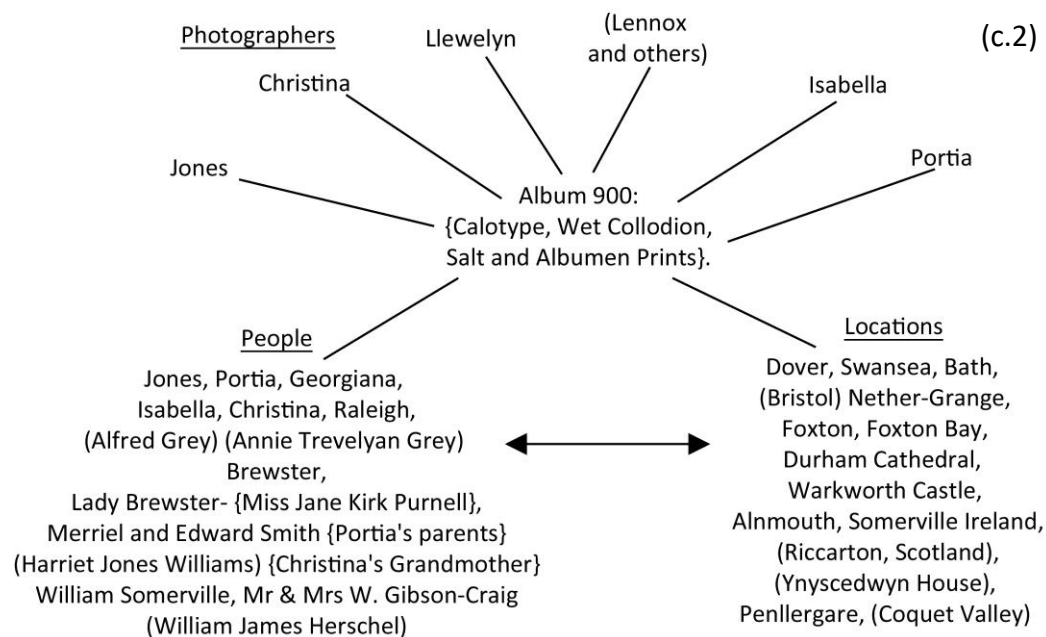 Photographers
(c.2)
Jones
Christina
Llewelyn
(Lennox
and others)
Isabella
Portia
Album 900:
{Calotype, Wet Collodion,
Salt and Albumen Prints}.
People
Jones, Portia, Georgiana,
Isabella, Christina, Raleigh,
(Alfred Grey) (Annie Trevelyan Grey)
Brewster,
Lady Brewster- {Miss Jane Kirk Purnell},
Merriel and Edward Smith {Portia's parents}
(Harriet Jones Williams) {Christina's Grandmother}
William Somerville, Mr & Mrs W. Gibson-Craig
(William James Herschel)
Locations
Dover, Swansea, Bath,
(Bristol) Nether-Grange,
Foxton, Foxton Bay,
Durham Cathedral,
Warkworth Castle,
Alnmouth, Somerville Ireland,
(Riccarton, Scotland),
(Ynyscedwyn House),
Penllergare, (Coquet Valley)